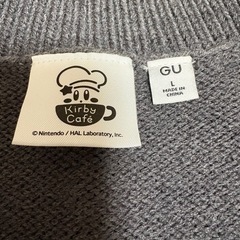 Kirby
Café
© Nintendo / HAL Laboratory, Inc.
GU
L
MADE IN
CHINA